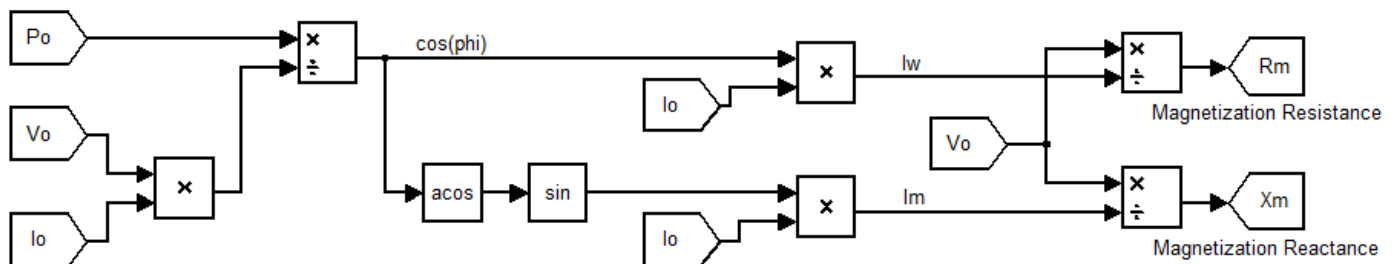 Po
×
÷
cos(phi)
Io
×
Iw
×
÷
Rm
Magnetization Resistance
Vo
Io
×
acos
sin
Io
×
Im
Vo
×
÷
Xm
Magnetization Reactance